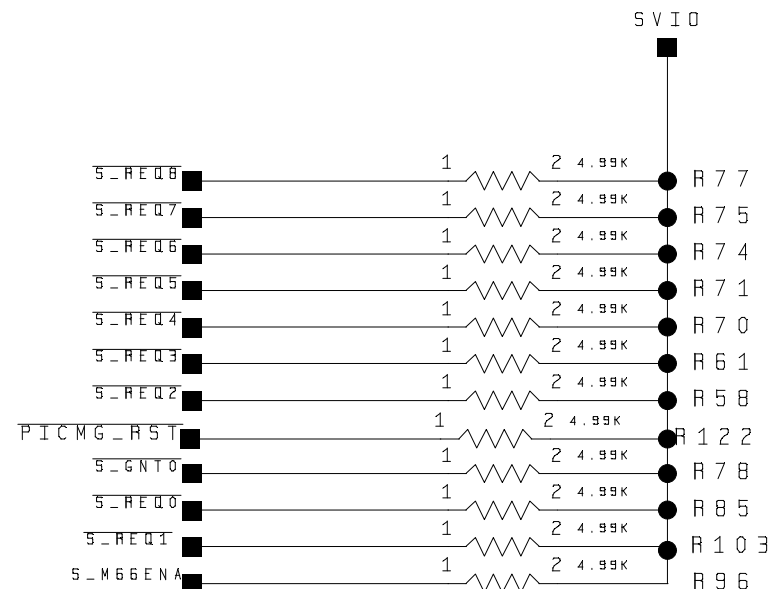 SVIO
S_REQ8 1 2 4.99K R77
S_REQ7 1 2 4.99K R75
S_REQ6 1 2 4.99K R74
S_REQ5 1 2 4.99K R71
S_REQ4 1 2 4.99K R70
S_REQ3 1 2 4.99K R61
S_REQ2 1 2 4.99K R58
PICMG_RST 1 2 4.99K R122
S_GNT0 1 2 4.99K R78
S_REQ0 1 2 4.99K R85
S_REQ1 1 2 4.99K R103
S_M66ENA 1 2 4.99K R96